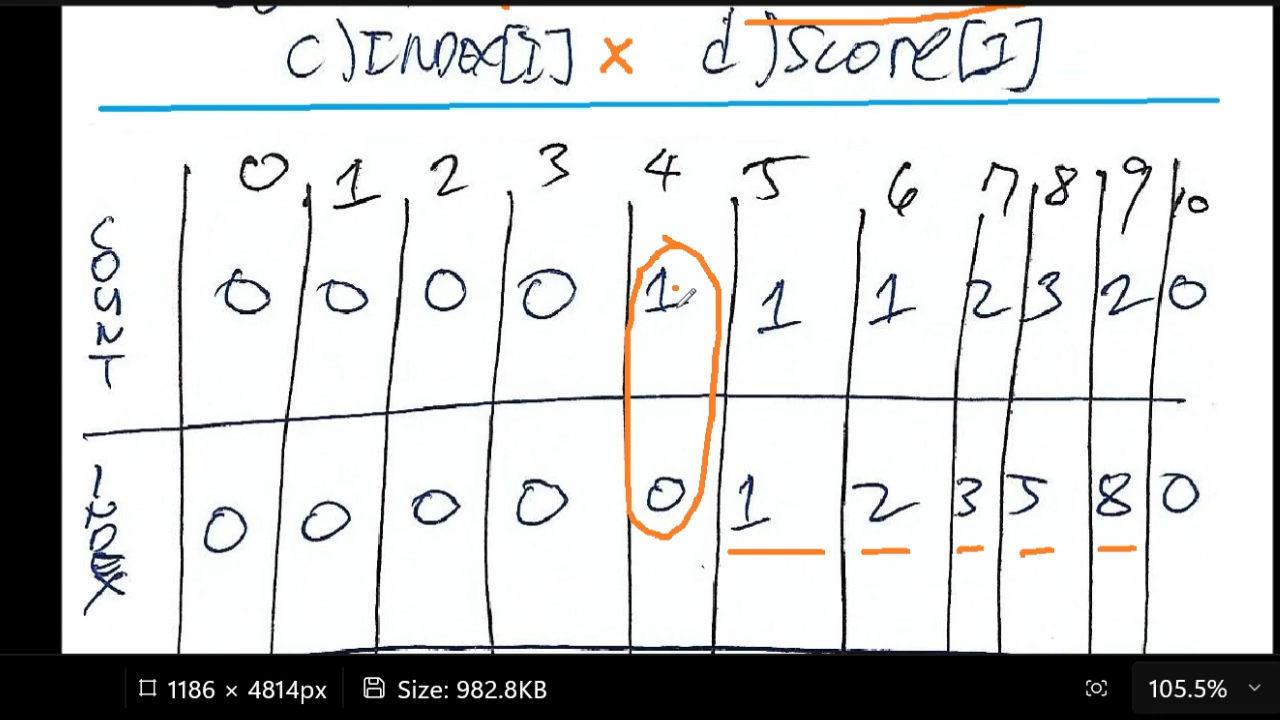 c) INDEX[I] x d) Score[I]
0 1 2 3 4 5 6 7 8 9 10
COUNT 0 0 0 0 1 1 1 2 3 2 0
INDEX 0 0 0 0 0 1 2 3 5 8 0
1186 × 4814px Size: 982.8KB 105.5%